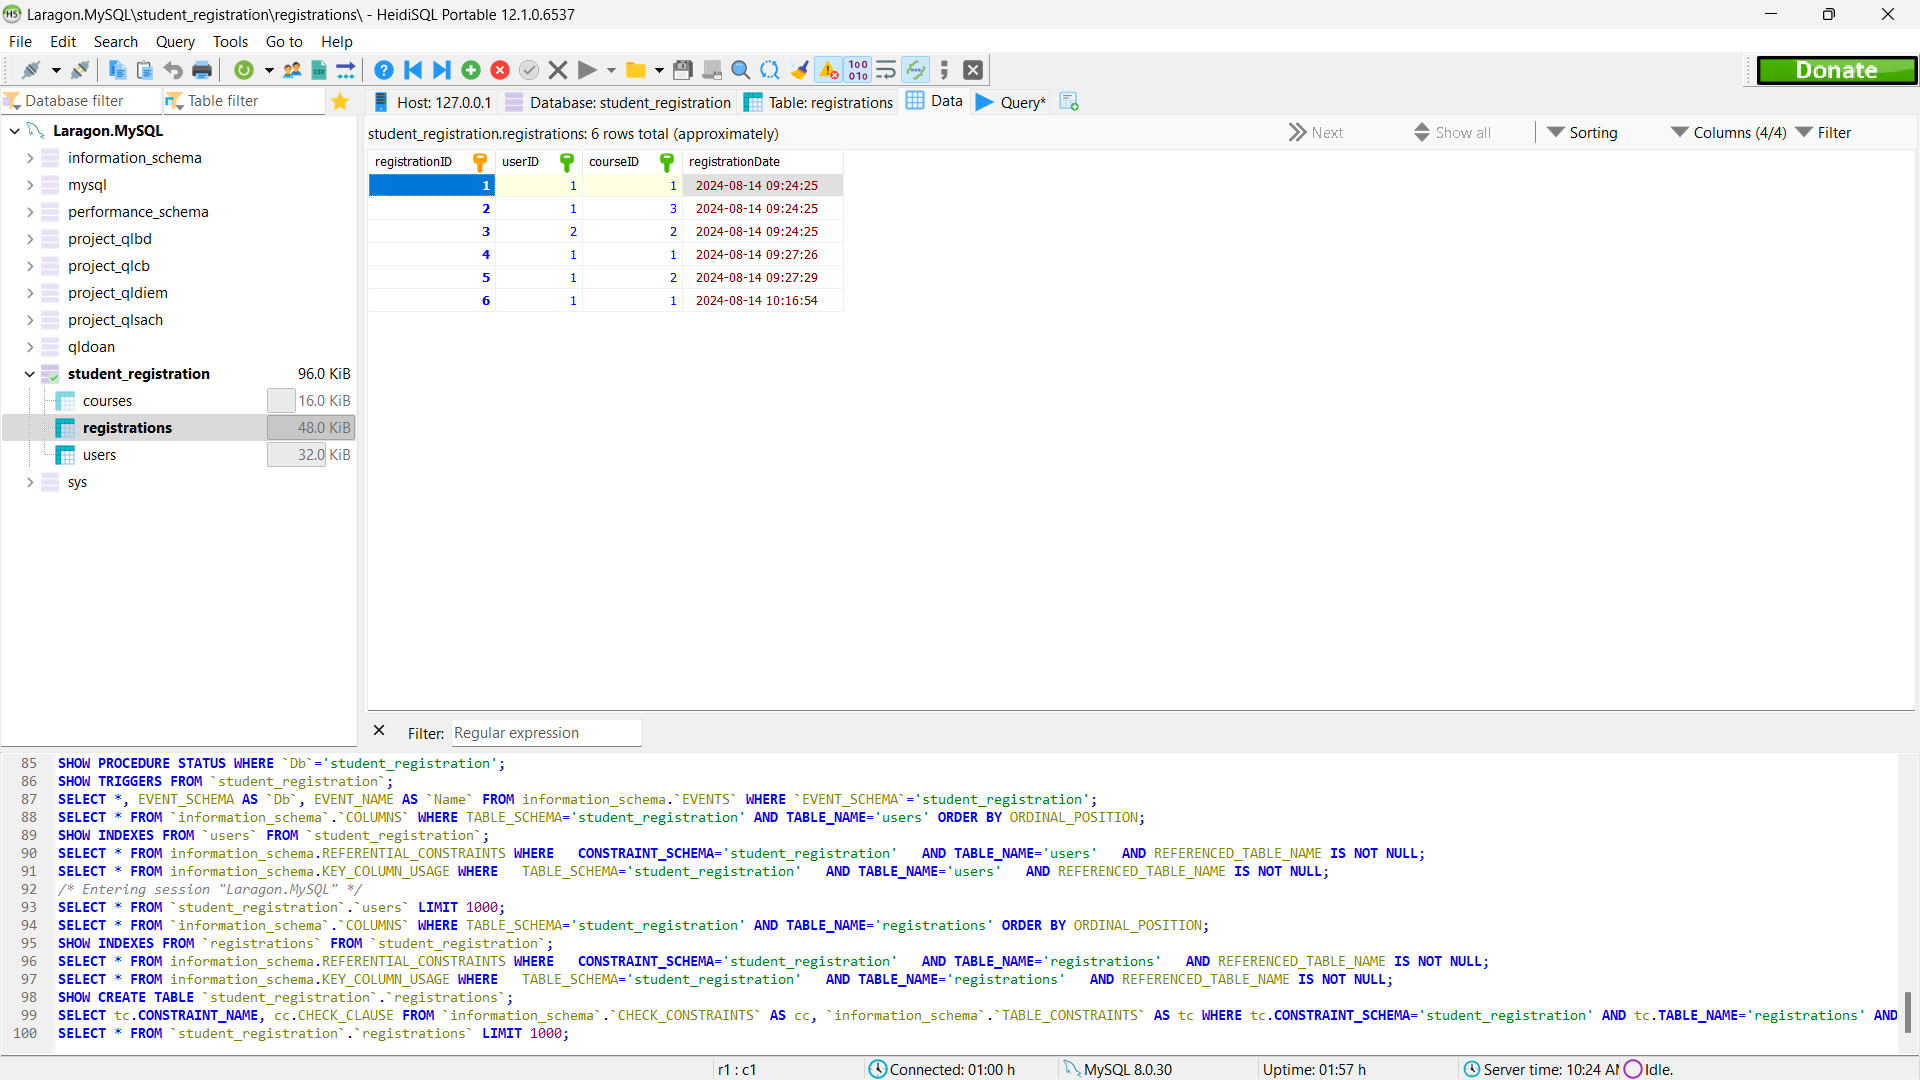 Laragon.MySQL\student_registration\registrations\ - HeidiSQL Portable 12.1.0.6537
File Edit Search Query Tools Go to Help
Donate
Database filter Table filter
Host: 127.0.0.1 Database: student_registration Table: registrations Data Query*
student_registration.registrations: 6 rows total (approximately) Next Show all Sorting Columns (4/4) Filter
Laragon.MySQL
information_schema
mysql
performance_schema
project_qlbd
project_qlcb
project_qldiem
project_qlsach
qldoan
student_registration 96.0 KiB
courses 16.0 KiB
registrations 48.0 KiB
users 32.0 KiB
sys
registrationID userID courseID registrationDate
1 1 1 2024-08-14 09:24:25
2 1 3 2024-08-14 09:24:25
3 2 2 2024-08-14 09:24:25
4 1 1 2024-08-14 09:27:26
5 1 2 2024-08-14 09:27:29
6 1 1 2024-08-14 10:16:54
Filter: Regular expression
85 SHOW PROCEDURE STATUS WHERE `Db`='student_registration';
86 SHOW TRIGGERS FROM `student_registration`;
87 SELECT *, EVENT_SCHEMA AS `Db`, EVENT_NAME AS `Name` FROM information_schema.`EVENTS` WHERE `EVENT_SCHEMA`='student_registration';
88 SELECT * FROM `information_schema`.`COLUMNS` WHERE TABLE_SCHEMA='student_registration' AND TABLE_NAME='users' ORDER BY ORDINAL_POSITION;
89 SHOW INDEXES FROM `users` FROM `student_registration`;
90 SELECT * FROM information_schema.REFERENTIAL_CONSTRAINTS WHERE   CONSTRAINT_SCHEMA='student_registration'   AND TABLE_NAME='users'   AND REFERENCED_TABLE_NAME IS NOT NULL;
91 SELECT * FROM information_schema.KEY_COLUMN_USAGE WHERE   TABLE_SCHEMA='student_registration'   AND TABLE_NAME='users'   AND REFERENCED_TABLE_NAME IS NOT NULL;
92 /* Entering session "Laragon.MySQL" */
93 SELECT * FROM `student_registration`.`users` LIMIT 1000;
94 SELECT * FROM `information_schema`.`COLUMNS` WHERE TABLE_SCHEMA='student_registration' AND TABLE_NAME='registrations' ORDER BY ORDINAL_POSITION;
95 SHOW INDEXES FROM `registrations` FROM `student_registration`;
96 SELECT * FROM information_schema.REFERENTIAL_CONSTRAINTS WHERE   CONSTRAINT_SCHEMA='student_registration'   AND TABLE_NAME='registrations'   AND REFERENCED_TABLE_NAME IS NOT NULL;
97 SELECT * FROM information_schema.KEY_COLUMN_USAGE WHERE   TABLE_SCHEMA='student_registration'   AND TABLE_NAME='registrations'   AND REFERENCED_TABLE_NAME IS NOT NULL;
98 SHOW CREATE TABLE `student_registration`.`registrations`;
99 SELECT tc.CONSTRAINT_NAME, cc.CHECK_CLAUSE FROM `information_schema`.`CHECK_CONSTRAINTS` AS cc, `information_schema`.`TABLE_CONSTRAINTS` AS tc WHERE tc.CONSTRAINT_SCHEMA='student_registration' AND tc.TABLE_NAME='registrations' AND
100 SELECT * FROM `student_registration`.`registrations` LIMIT 1000;
r1 : c1 Connected: 01:00 h MySQL 8.0.30 Uptime: 01:57 h Server time: 10:24 Idle.